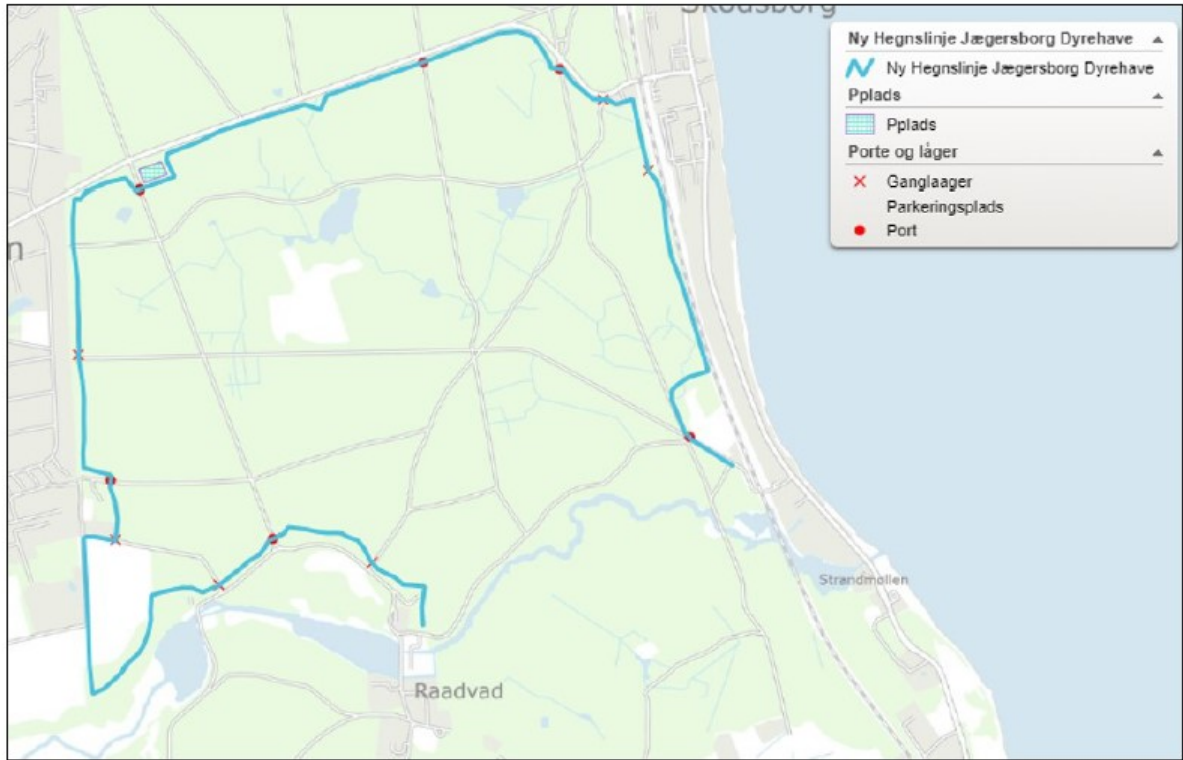 Skodsborg
Ny Hegnslinje Jægersborg Dyrehave
Ny Hegnslinje Jægersborg Dyrehave
Pplads
Pplads
Porte og låger
Ganglaager
Parkeringsplads
Port
n
Strandmøllen
Raadvad